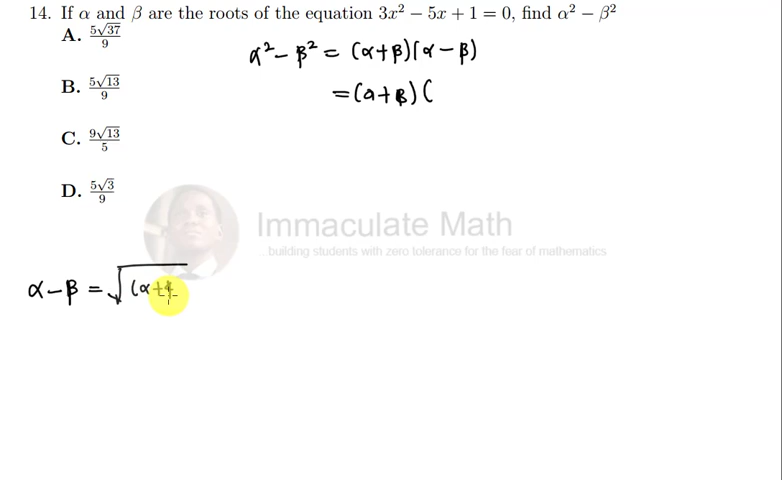 14. If α and β are the roots of the equation 3x² − 5x + 1 = 0, find α² − β²
A. 5√37/9
α² − β² = (α+β)(α − β)
B. 5√13/9
= (α+β) (
C. 9√13/5
D. 5√3/9
Immaculate Math
..building students with zero tolerance for the fear of mathematics
α − β = √(α+